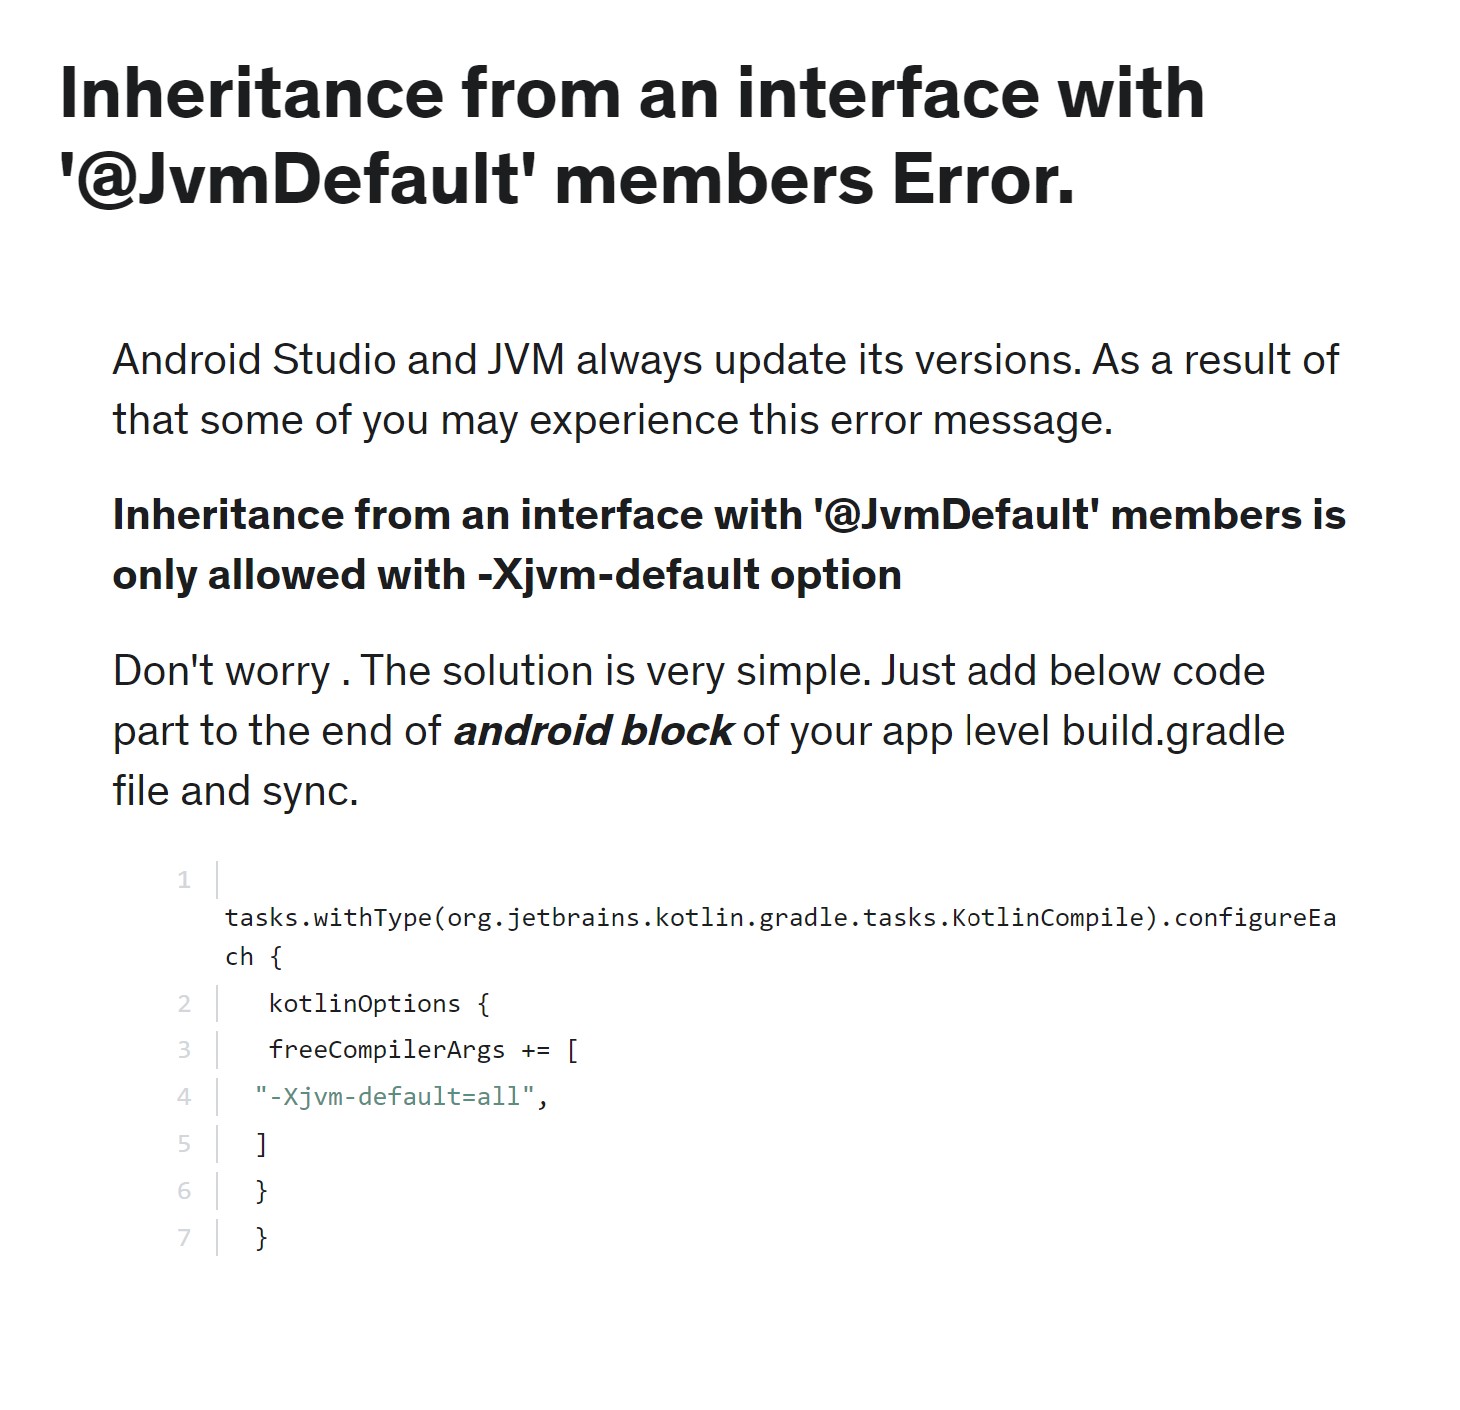 Inheritance from an interface with
'@JvmDefault' members Error.
Android Studio and JVM always update its versions. As a result of
that some of you may experience this error message.
Inheritance from an interface with '@JvmDefault' members is
only allowed with -Xjvm-default option
Don't worry . The solution is very simple. Just add below code
part to the end of android block of your app level build.gradle
file and sync.
1
tasks.withType(org.jetbrains.kotlin.gradle.tasks.KotlinCompile).configureEa
ch {
2 kotlinOptions {
3 freeCompilerArgs += [
4 "-Xjvm-default=all",
5 ]
6 }
7 }